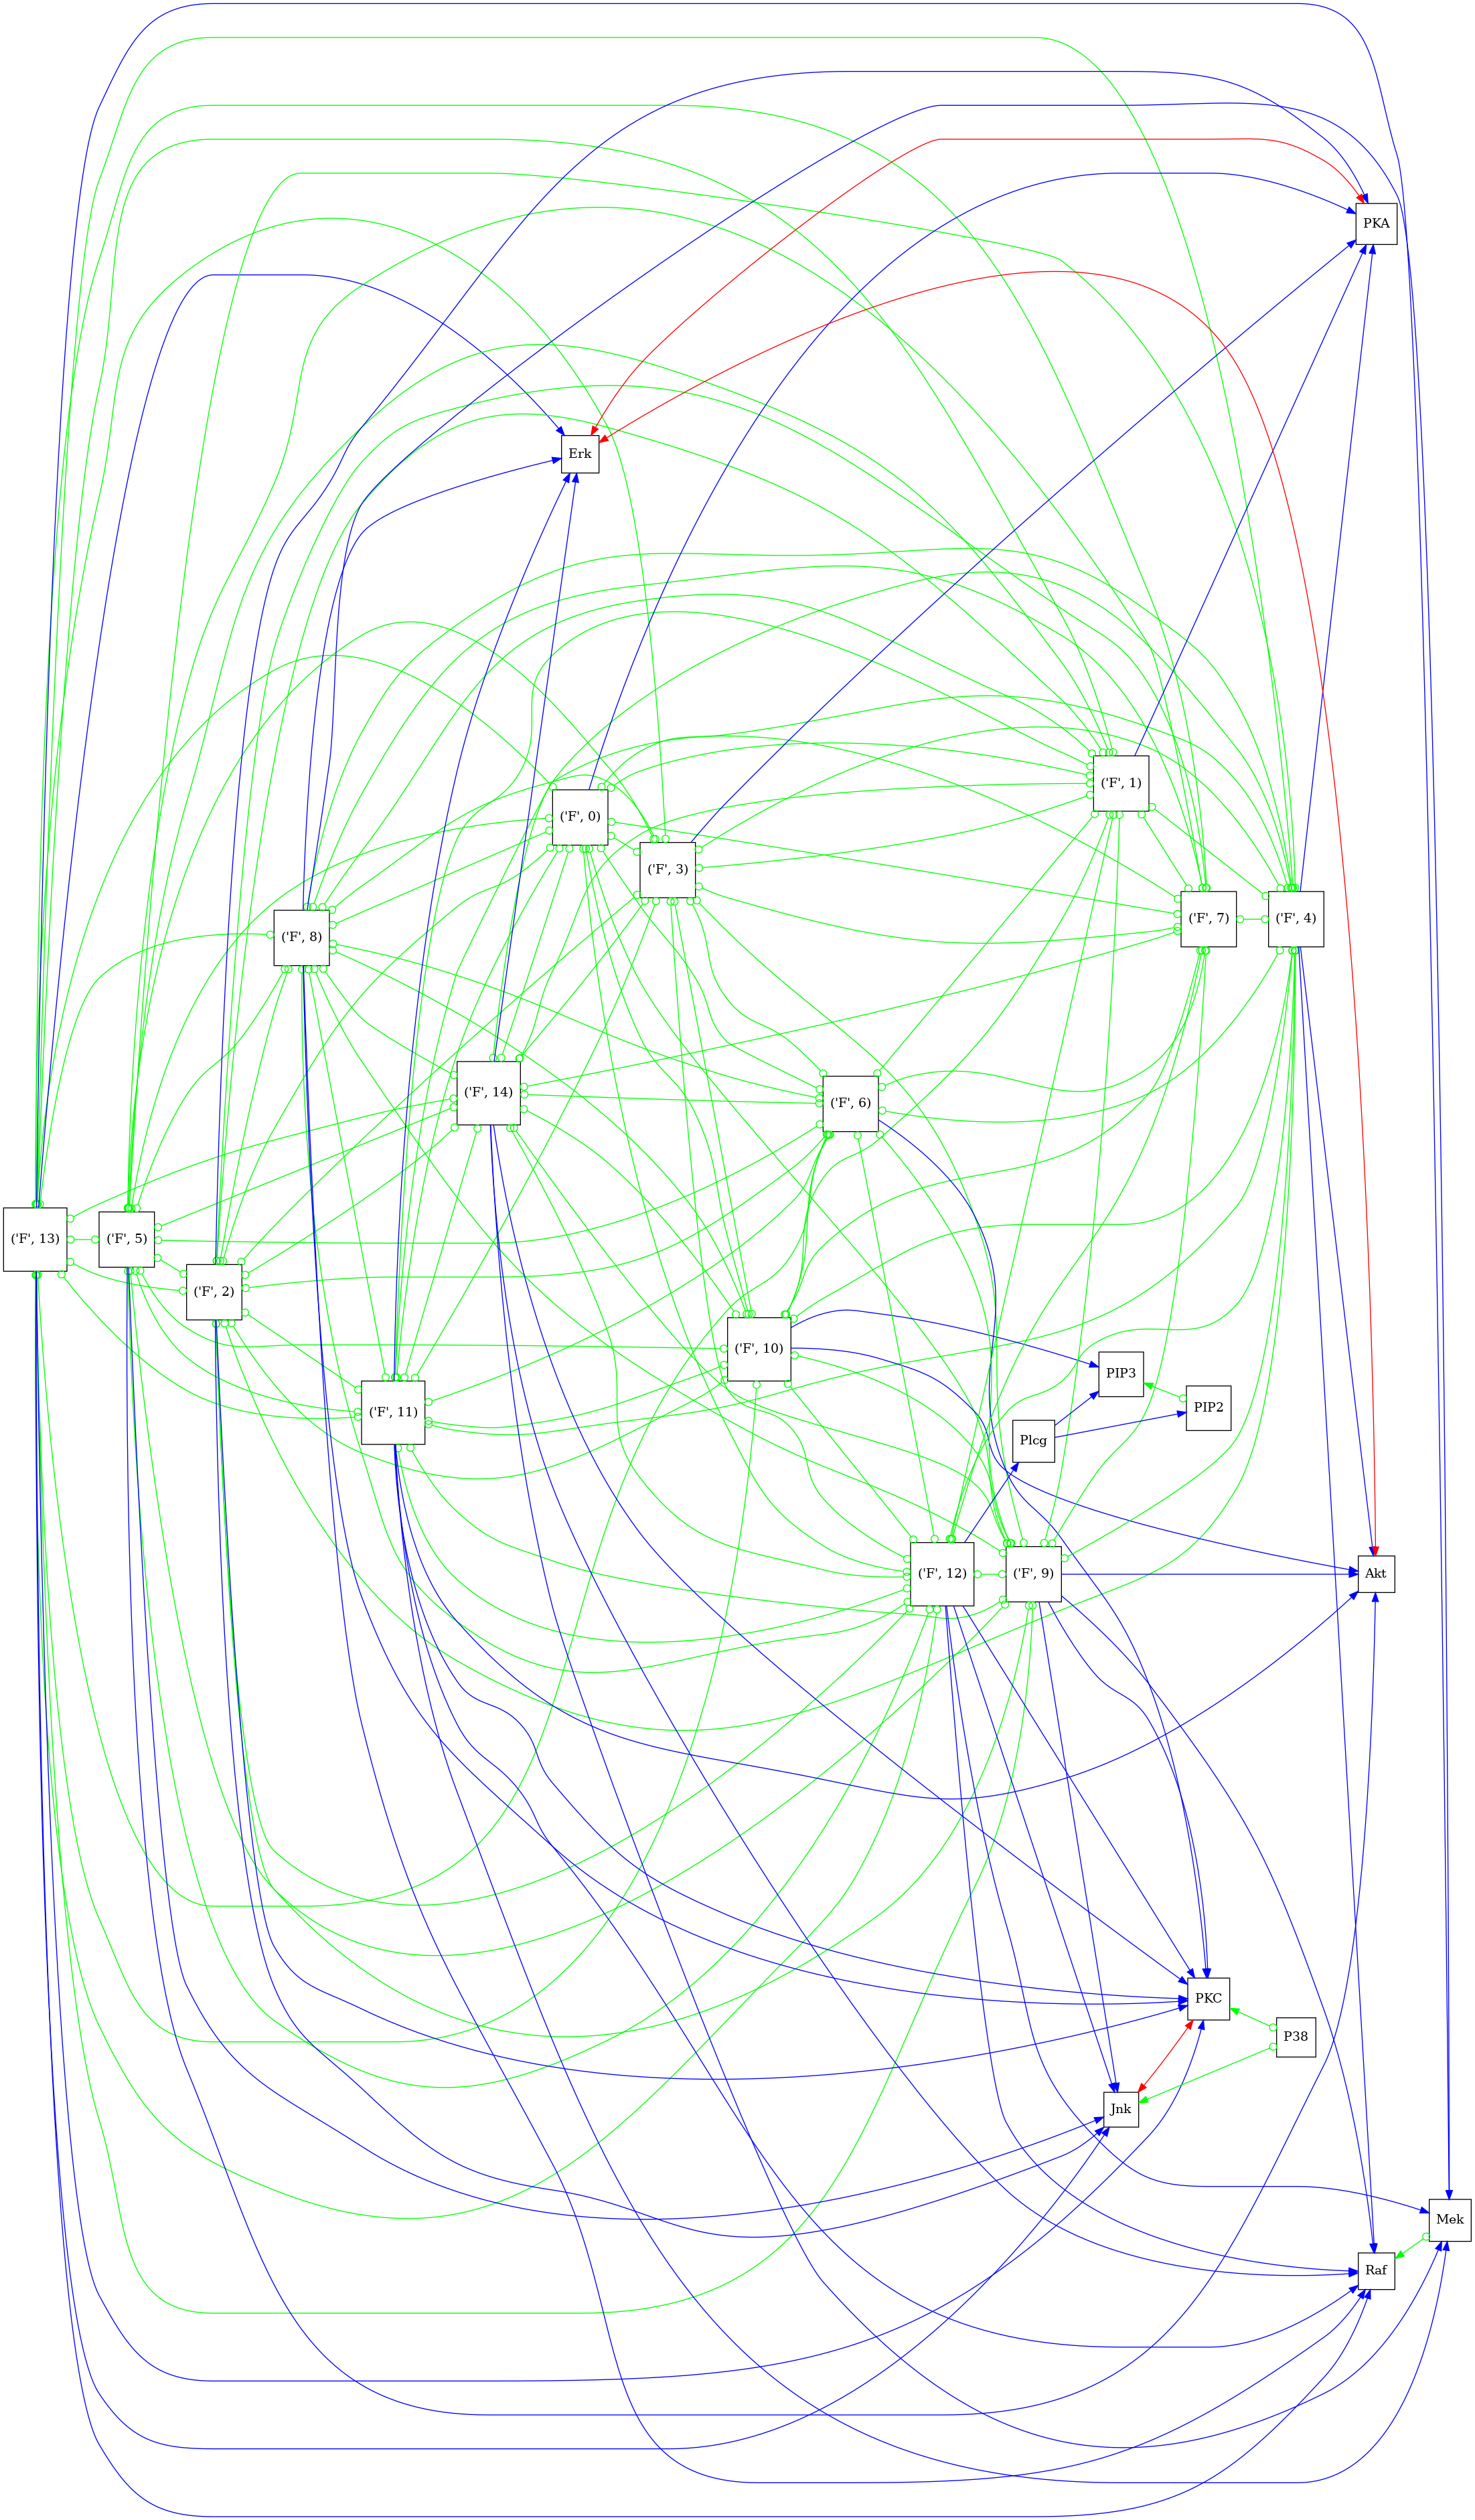 PKA
Erk
('F', 1)
('F', 0)
('F', 3)
('F', 7)
('F', 4)
('F', 8)
('F', 14)
('F', 6)
('F', 13)
('F', 5)
('F', 2)
('F', 10)
PIP3
PIP2
('F', 11)
Plcg
('F', 12)
('F', 9)
Akt
PKC
P38
Jnk
Mek
Raf